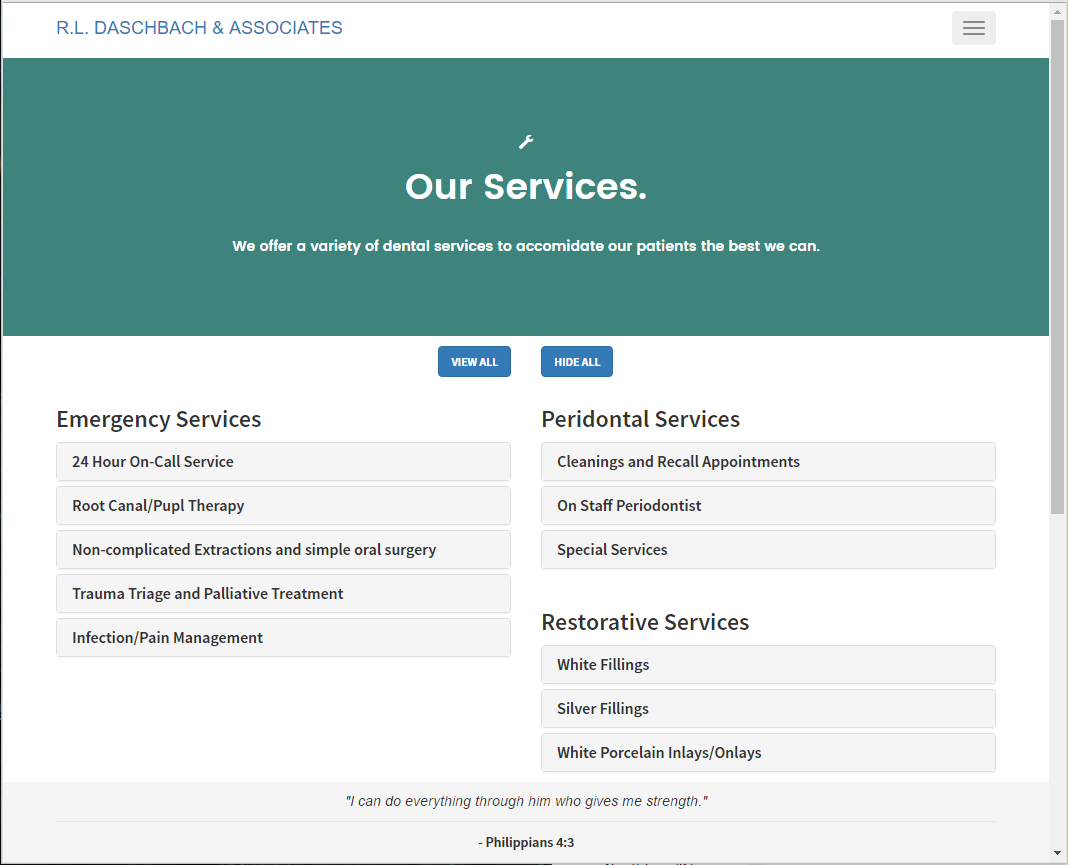 R.L. DASCHBACH & ASSOCIATES
Our Services.
We offer a variety of dental services to accomidate our patients the best we can.
VIEW ALL
HIDE ALL
Emergency Services
24 Hour On-Call Service
Root Canal/Pupl Therapy
Non-complicated Extractions and simple oral surgery
Trauma Triage and Palliative Treatment
Infection/Pain Management
Peridontal Services
Cleanings and Recall Appointments
On Staff Periodontist
Special Services
Restorative Services
White Fillings
Silver Fillings
White Porcelain Inlays/Onlays
"I can do everything through him who gives me strength."
- Philippians 4:3